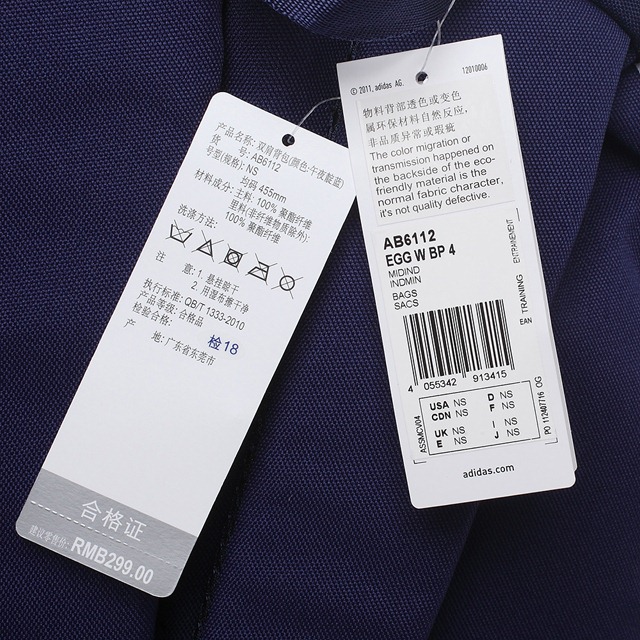 产品名称: 双肩背包(颜色:午夜靛蓝)
货 号: AB6112
号型(规格): NS
均码 455mm
材料成分: 主料: 100% 聚酯纤维
里料(非纤维物质除外):
100% 聚酯纤维
洗涤方法:
注 意: 1. 悬挂晾干
2. 用湿布擦干净
执行标准: QB/T 1333-2010
产品等级: 合格品
检验合格: 检18
产 地: 广东省东莞市
合格证
建议零售价: RMB299.00
© 2011, adidas AG. 12010006
物料背部透色或变色
属环保材料自然反应,
非品质异常或瑕疵
The color migration or
transmission happened on
the backside of the eco-
friendly material is the
normal fabric character,
it's not quality defective.
AB6112
EGG W BP 4
MIDIND
INDMIN
BAGS
SACS
ENTRAINEMENT
TRAINING
EAN
4 055342 913415
USA NS D NS
CDN NS F NS
UK NS I NS
E NS J NS
ASSMCV04
PO 112407716 OG
adidas.com